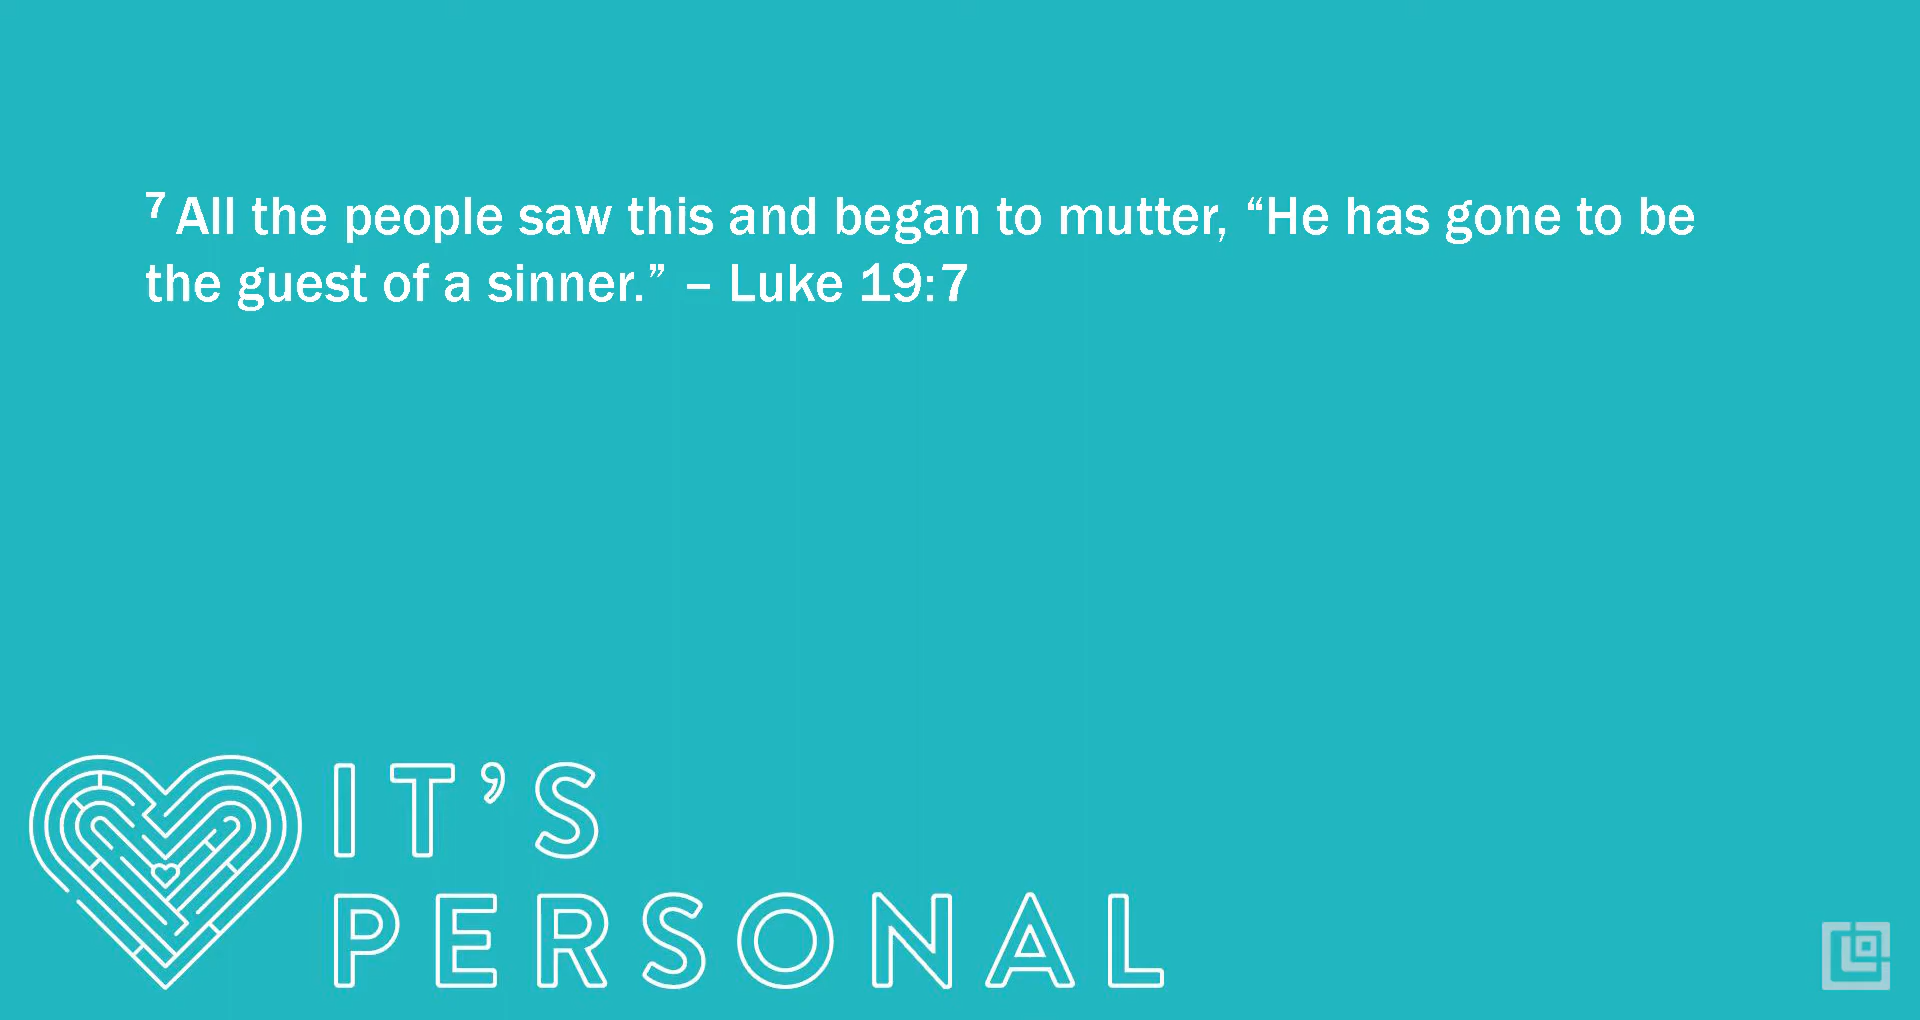 ⁷ All the people saw this and began to mutter, “He has gone to be
the guest of a sinner.” – Luke 19:7
IT’S
PERSONAL